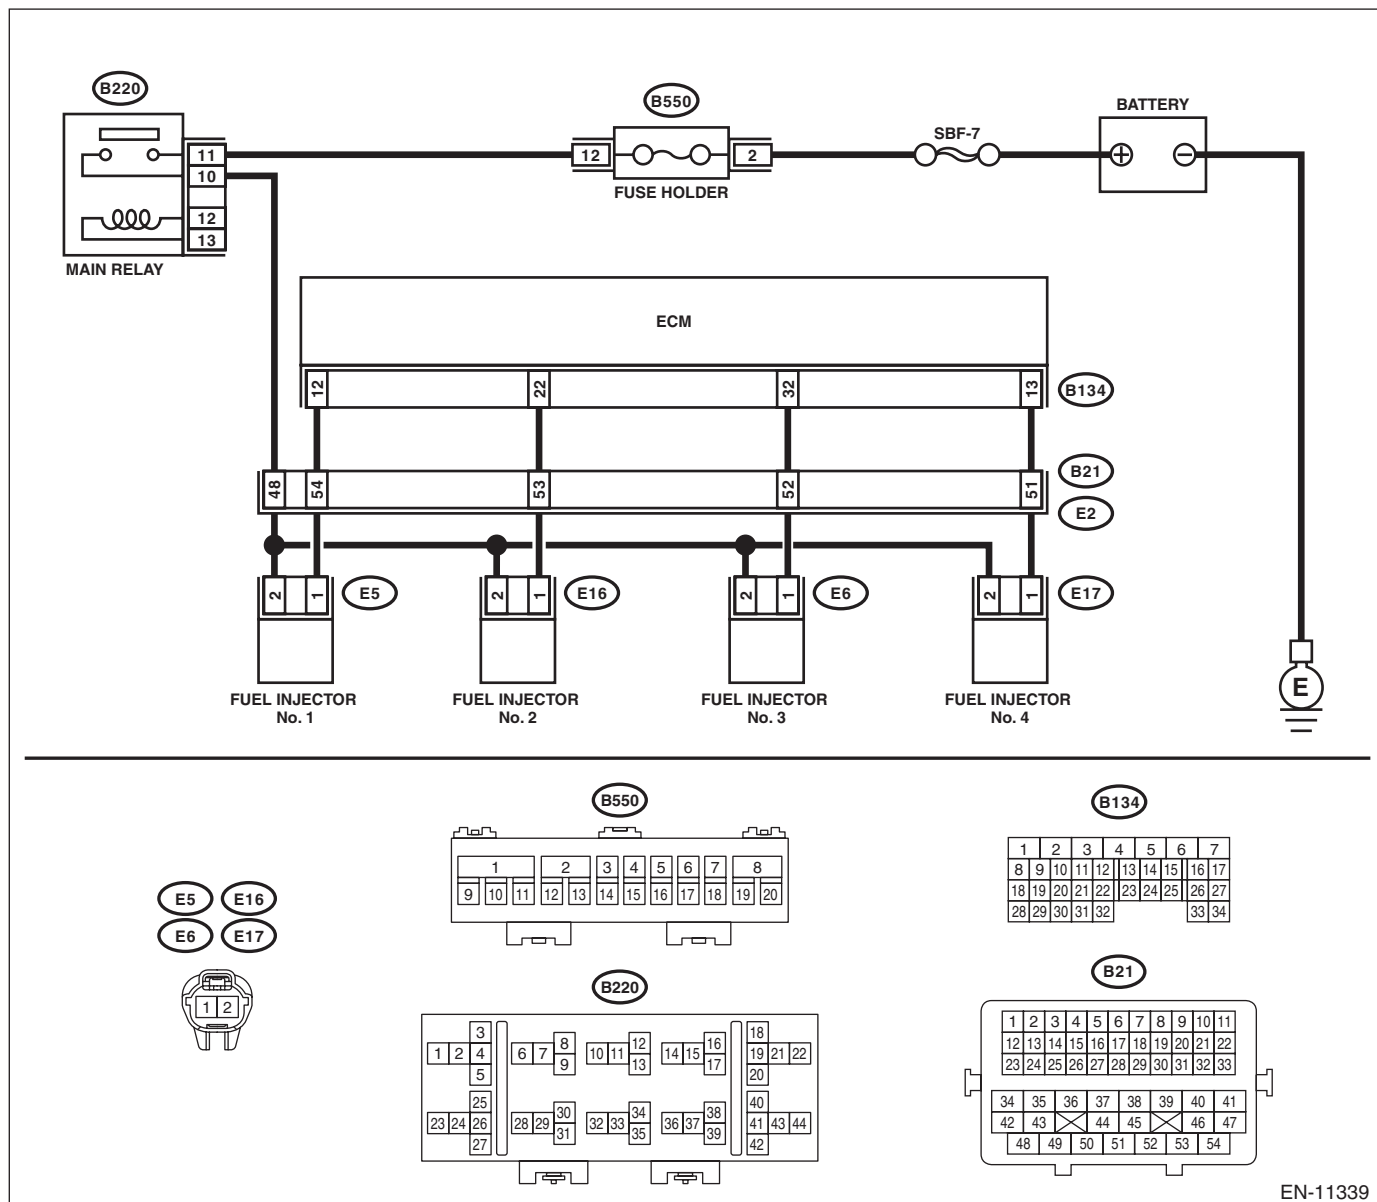 B220
B550
BATTERY
SBF-7
11
12
2
10
FUSE HOLDER
12
13
MAIN RELAY
ECM
12
22
32
13
B134
48
54
53
52
51
B21
E2
2
1
E5
2
1
E16
2
1
E6
2
1
E17
FUEL INJECTOR
No. 1
FUEL INJECTOR
No. 2
FUEL INJECTOR
No. 3
FUEL INJECTOR
No. 4
E
B550
1 2 3 4 5 6 7 8
9 10 11 12 13 14 15 16 17 18 19 20
B134
1 2 3 4 5 6 7
8 9 10 11 12 13 14 15 16 17
18 19 20 21 22 23 24 25 26 27
28 29 30 31 32 33 34
E5 E16
E6 E17
1 2
B220
3 8 12 16 18
1 2 4 6 7 10 11 14 15 19 21 22
9 13 17
5 20
25 30 34 38 40
23 24 26 28 29 32 33 36 37 41 43 44
31 35 39
27 42
B21
1 2 3 4 5 6 7 8 9 10 11
12 13 14 15 16 17 18 19 20 21 22
23 24 25 26 27 28 29 30 31 32 33
34 35 36 37 38 39 40 41
42 43 44 45 46 47
48 49 50 51 52 53 54
EN-11339